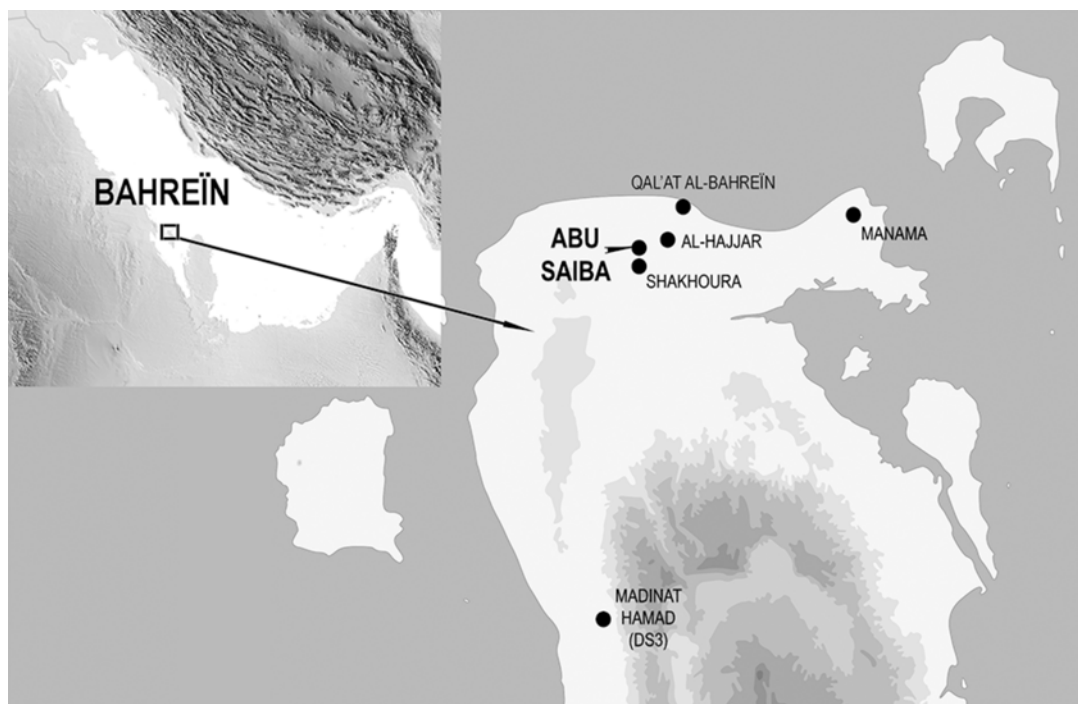 BAHREÏN
QAL'AT AL-BAHREÏN
MANAMA
ABU
SAIBA
AL-HAJJAR
SHAKHOURA
MADINAT
HAMAD
(DS3)